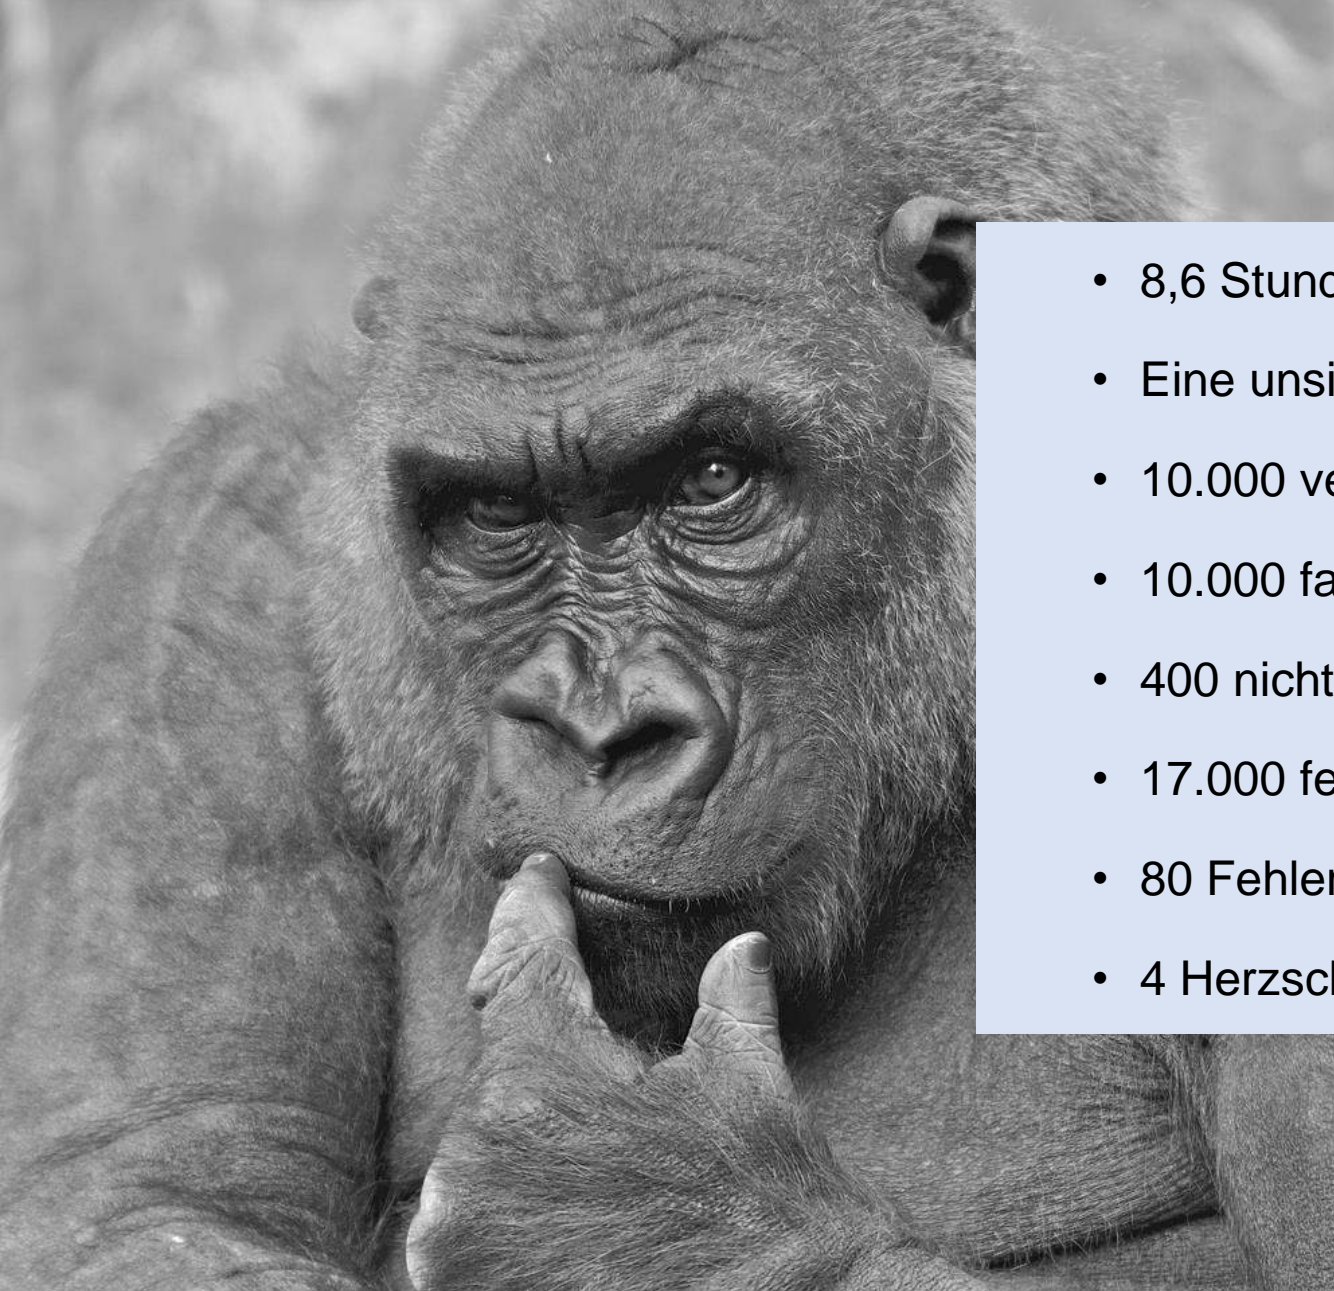 • 8,6 Stund
• Eine unsi
• 10.000 ve
• 10.000 fa
• 400 nicht
• 17.000 fe
• 80 Fehler
• 4 Herzsch